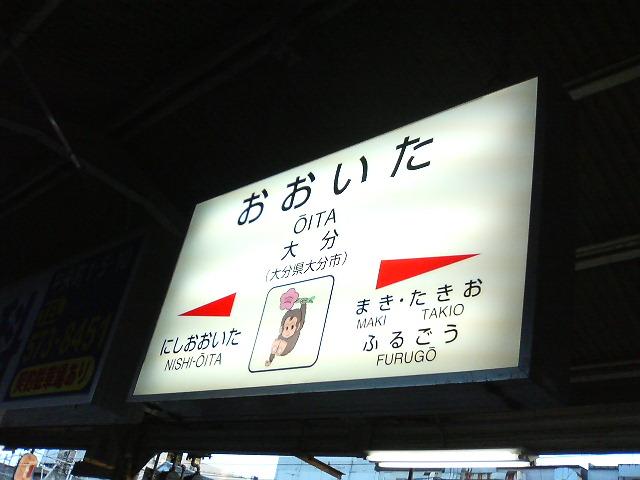 おおいた
ŌITA
大分
(大分県大分市)
にしおおいた
NISHI-ŌITA
まき・たきお
MAKI TAKIO
ふるごう
FURUGŌ